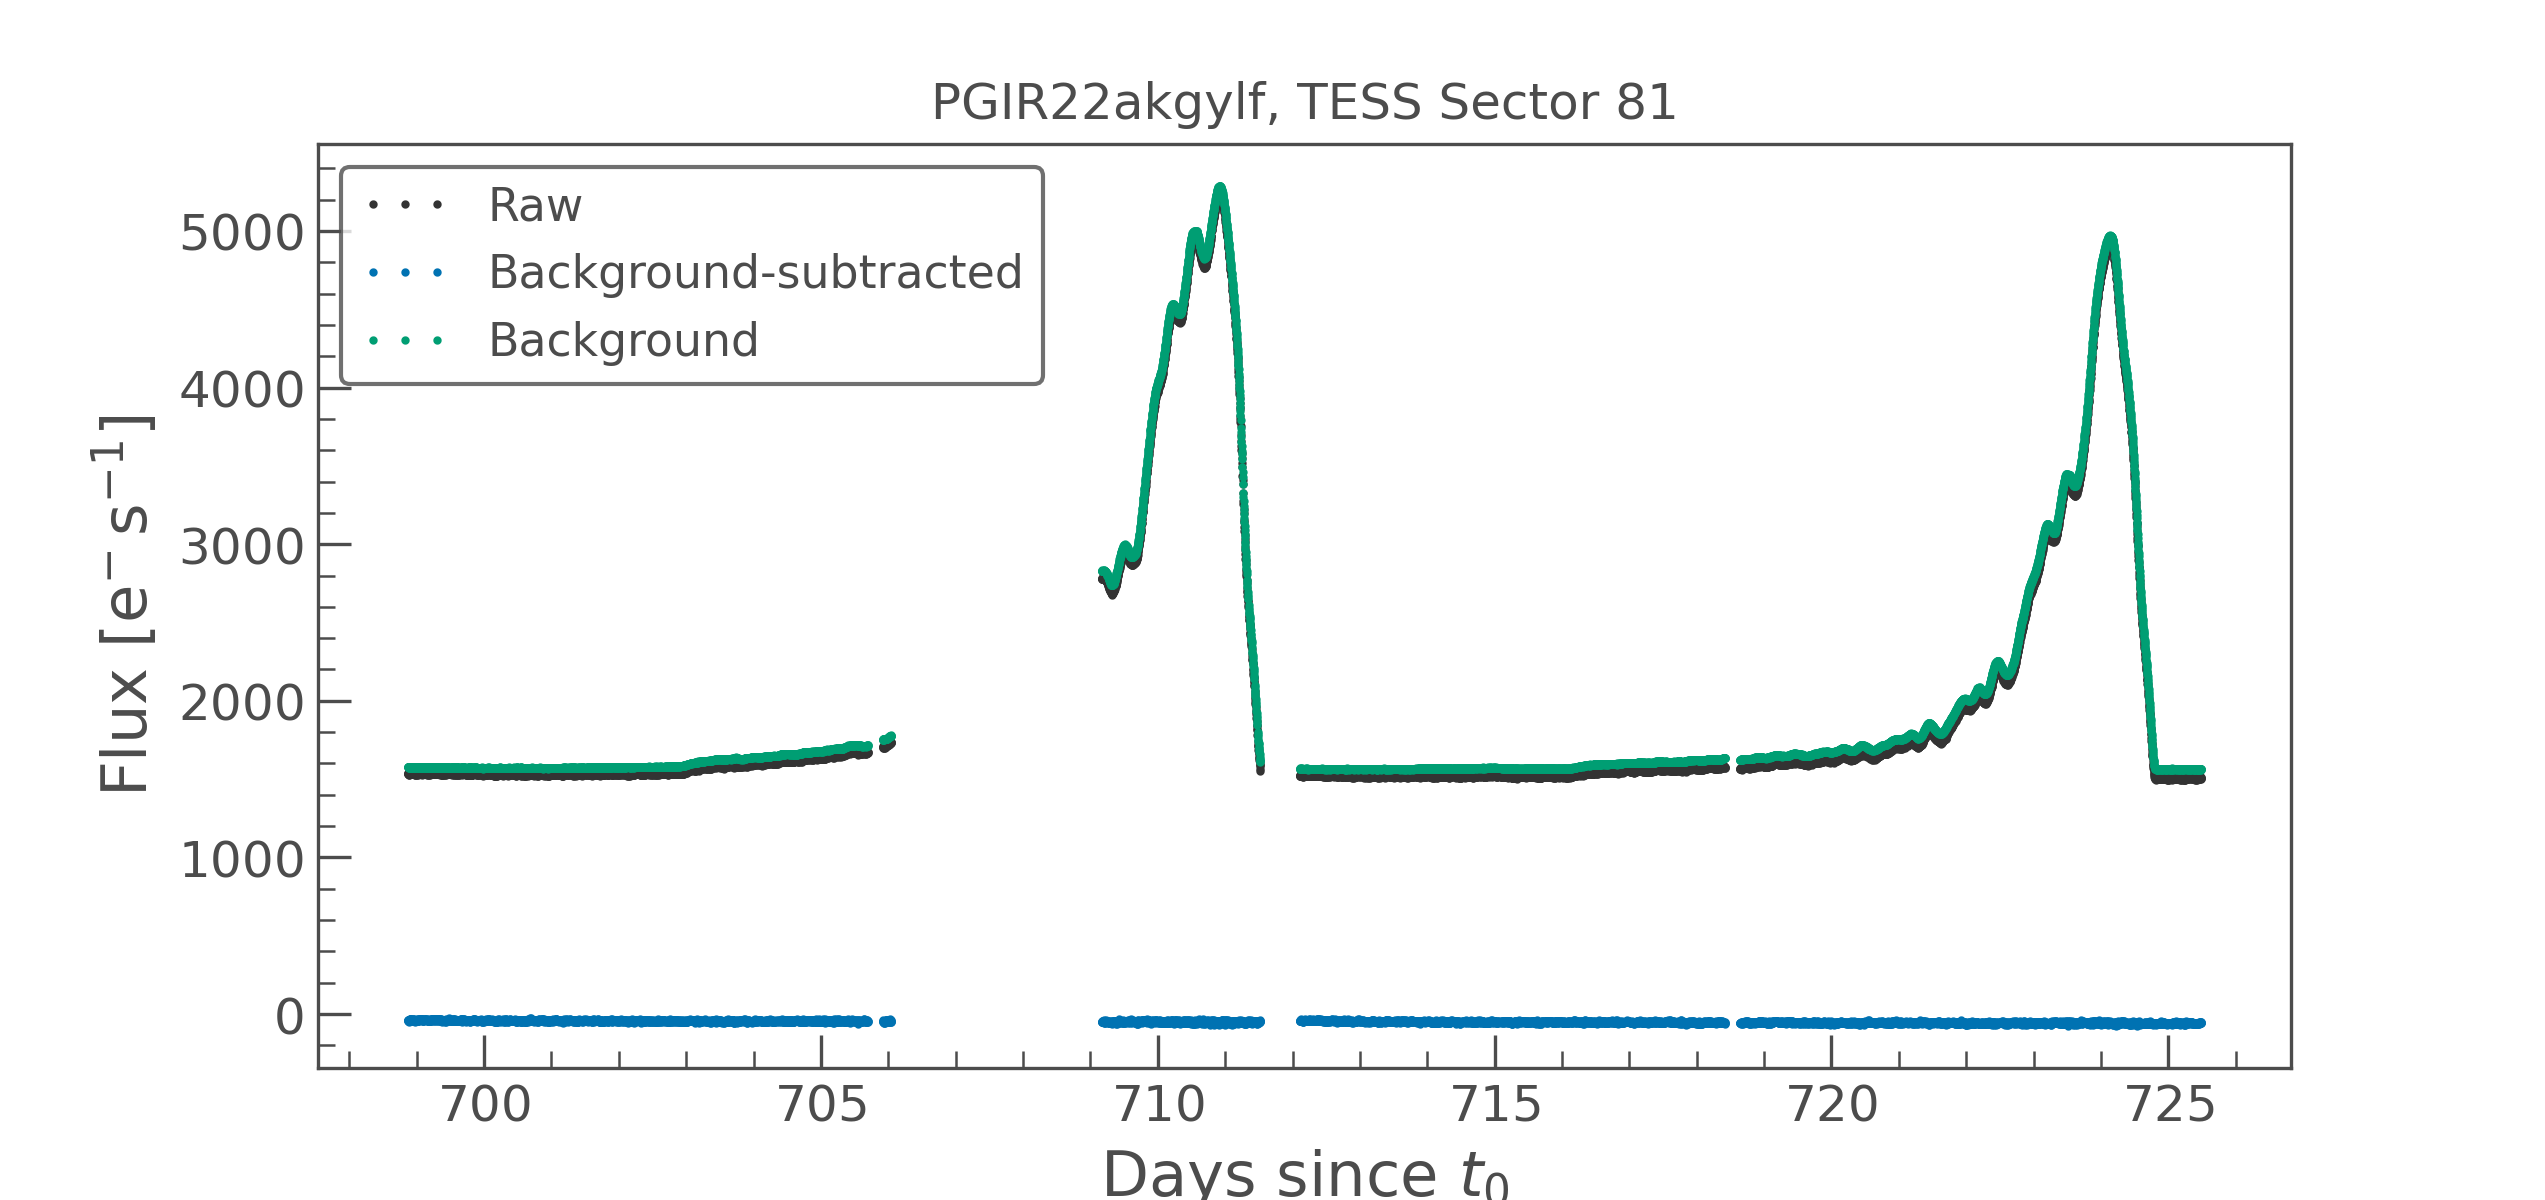 PGIR22akgylf, TESS Sector 81
Raw
Background-subtracted
Background
Flux [e⁻ s⁻¹]
5000
4000
3000
2000
1000
0
700 705 710 715 720 725
Days since t₀